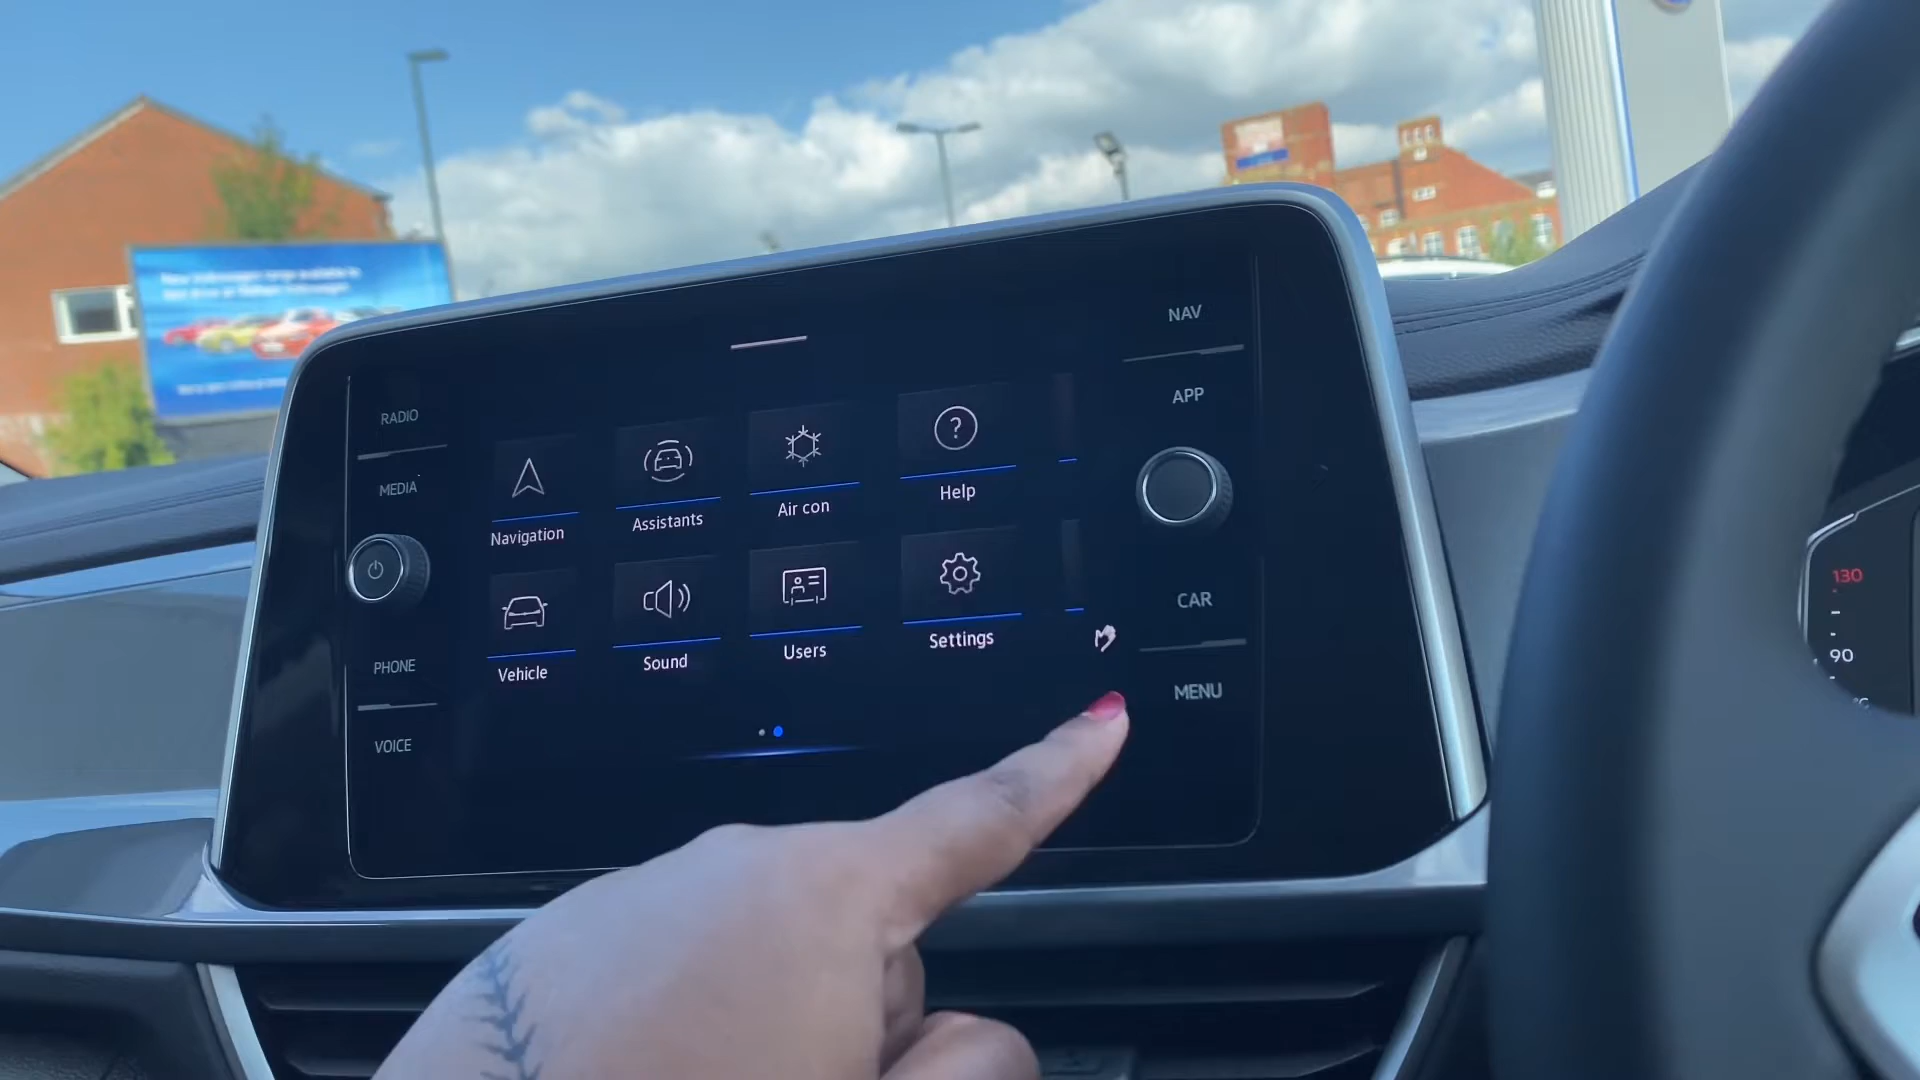 RADIO
MEDIA
PHONE
VOICE
Navigation
Assistants
Air con
Help
Vehicle
Sound
Users
Settings
NAV
APP
CAR
MENU
130
90